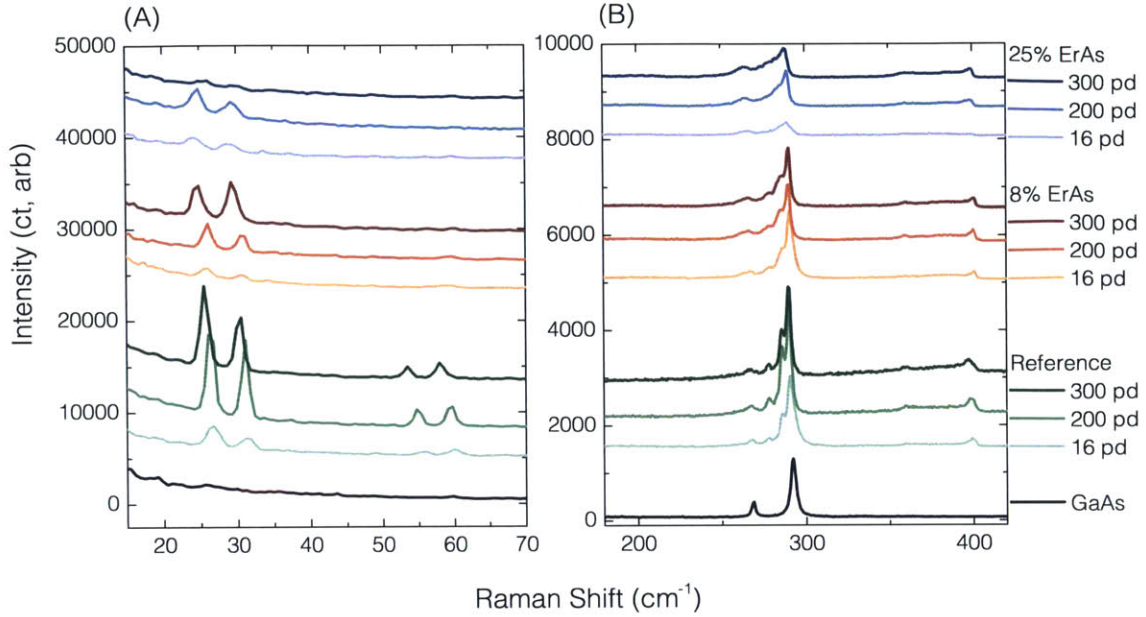 (A)
(B)
50000
40000
30000
20000
10000
0
Intensity (ct, arb)
20
30
40
50
60
70
10000
8000
6000
4000
2000
0
200
300
400
Raman Shift (cm⁻¹)
25% ErAs
300 pd
200 pd
16 pd
8% ErAs
300 pd
200 pd
16 pd
Reference
300 pd
200 pd
16 pd
GaAs